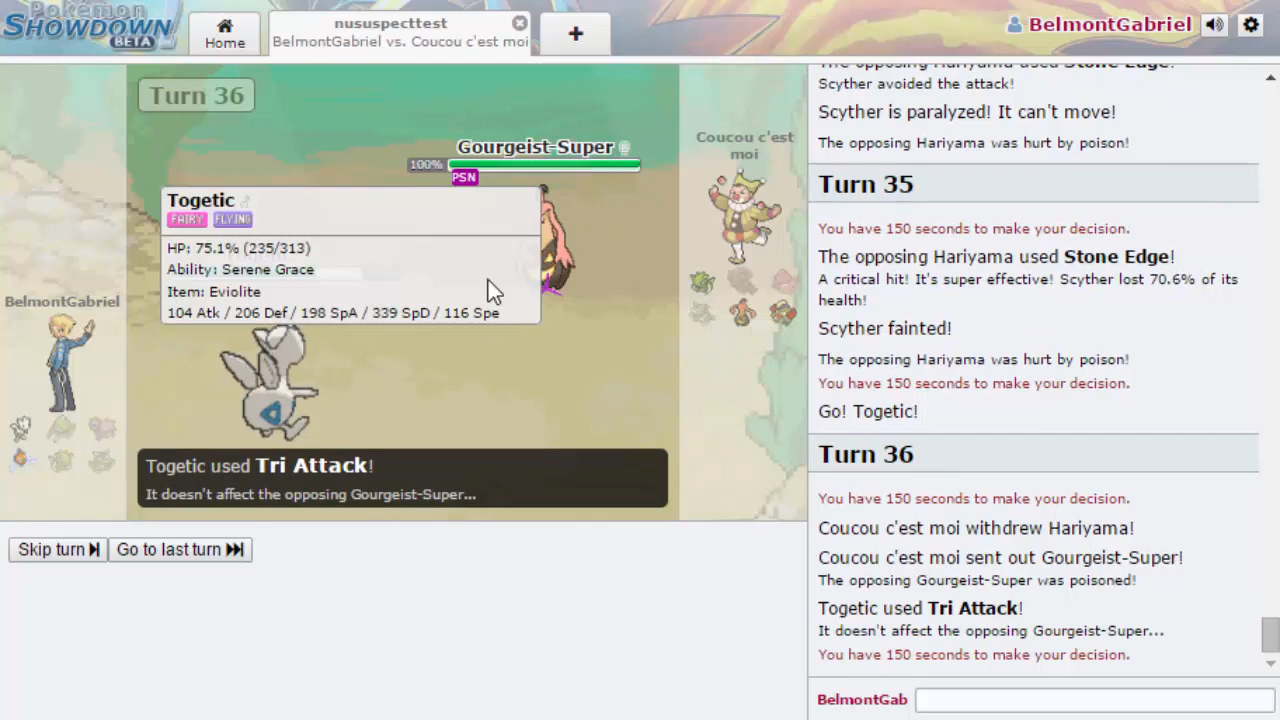 Pokémon
SHOWDOWN
BETA
Home
nususpecttest
BelmontGabriel vs. Coucou c'est moi
+
BelmontGabriel
Turn 36
Gourgeist-Super
100%
PSN
Togetic ♂
FAIRY FLYING
HP: 75.1% (235/313)
Ability: Serene Grace
Item: Eviolite
104 Atk / 206 Def / 198 SpA / 339 SpD / 116 Spe
BelmontGabriel
Coucou c'est
moi
Togetic used Tri Attack!
It doesn't affect the opposing Gourgeist-Super...
Skip turn
Go to last turn
The opposing Hariyama used Stone Edge!
Scyther avoided the attack!
Scyther is paralyzed! It can't move!
The opposing Hariyama was hurt by poison!
Turn 35
You have 150 seconds to make your decision.
The opposing Hariyama used Stone Edge!
A critical hit! It's super effective! Scyther lost 70.6% of its
health!
Scyther fainted!
The opposing Hariyama was hurt by poison!
You have 150 seconds to make your decision.
Go! Togetic!
Turn 36
You have 150 seconds to make your decision.
Coucou c'est moi withdrew Hariyama!
Coucou c'est moi sent out Gourgeist-Super!
The opposing Gourgeist-Super was poisoned!
Togetic used Tri Attack!
It doesn't affect the opposing Gourgeist-Super...
You have 150 seconds to make your decision.
BelmontGab